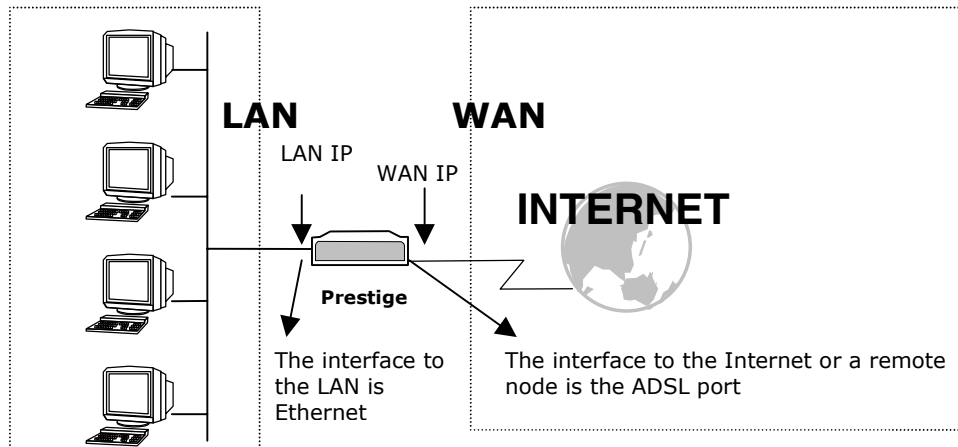 LAN
WAN
LAN IP
WAN IP
INTERNET
Prestige
The interface to
the LAN is
Ethernet
The interface to the Internet or a remote
node is the ADSL port